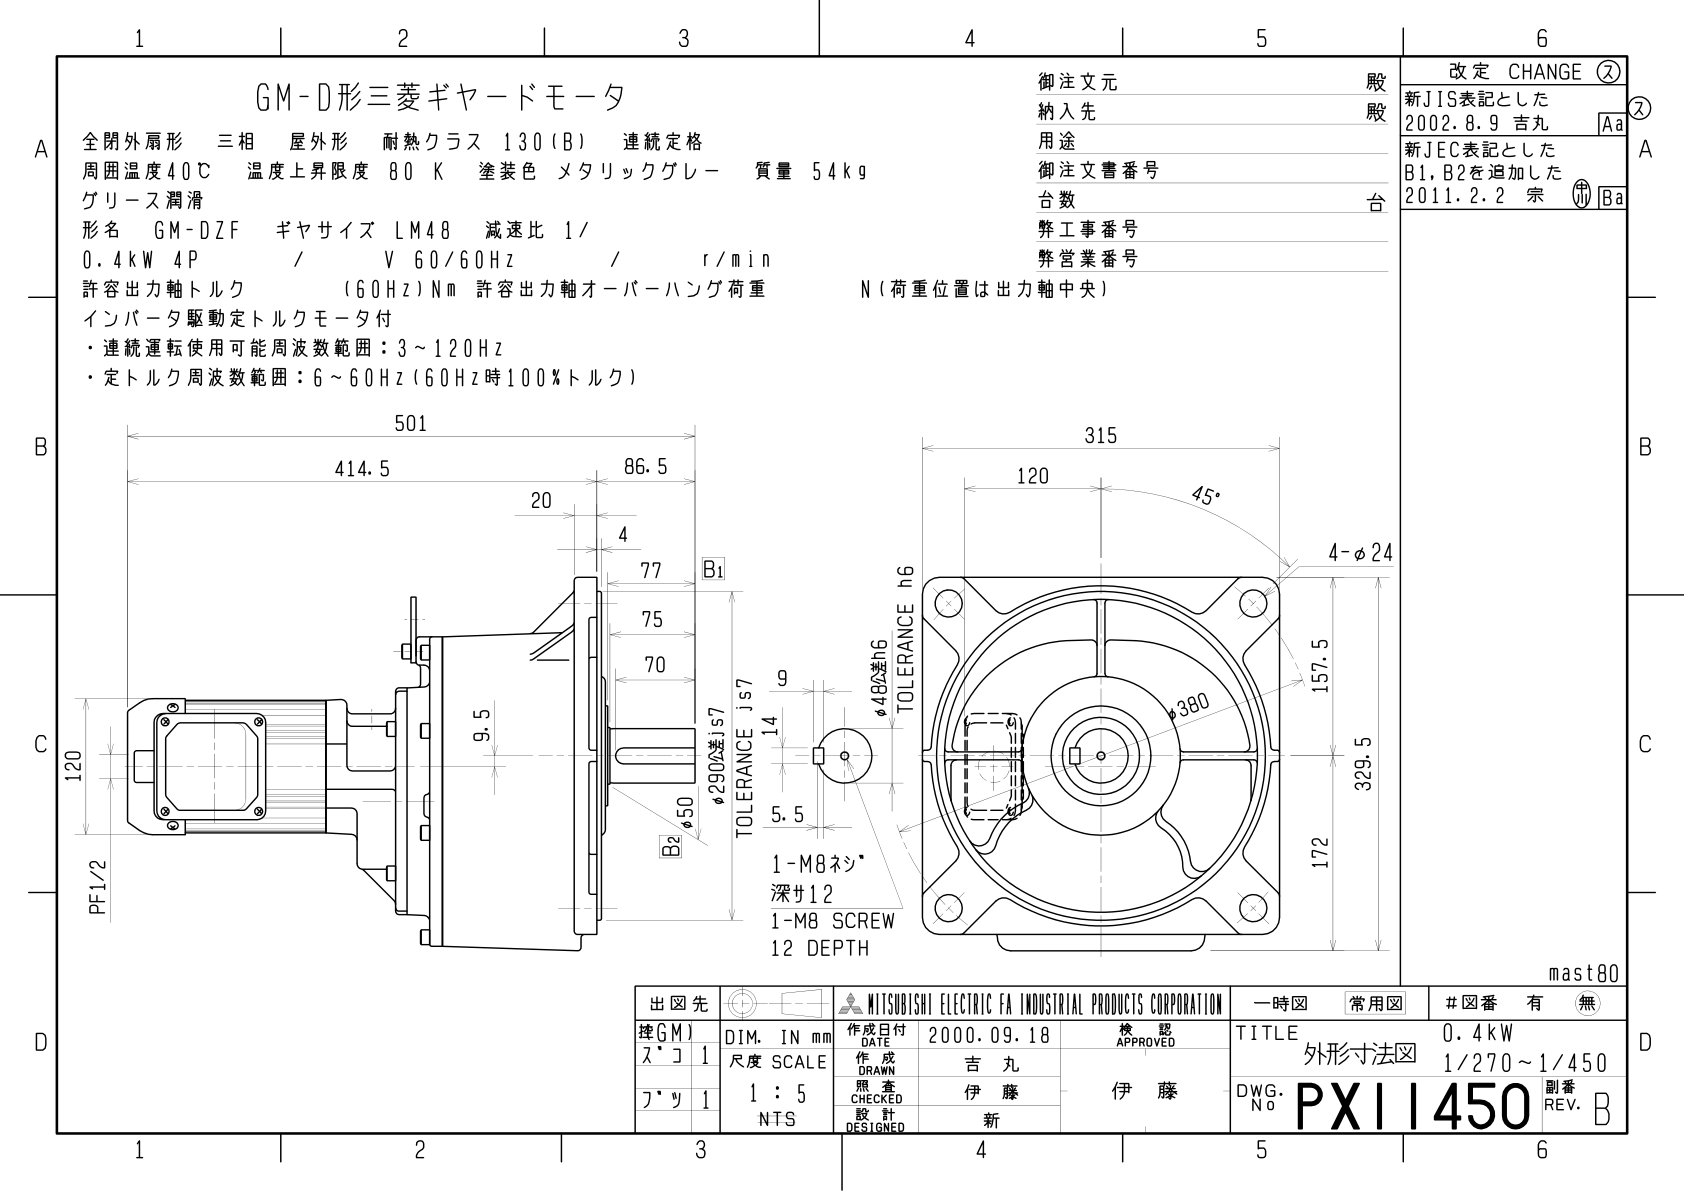 1 2 3 4 5 6
改定 CHANGE ス
新JIS表記とした
2002.8.9 吉丸 Aa
ス
新JEC表記とした
B1,B2を追加した
2011.2.2 宗 Ba
GM-D形三菱ギヤードモータ
全閉外扇形 三相 屋外形 耐熱クラス 130(B) 連続定格
周囲温度40℃ 温度上昇限度 80 K 塗装色 メタリックグレー 質量 54kg
グリース潤滑
形名 GM-DZF ギヤサイズ LM48 減速比 1/
0.4kW 4P / V 60/60Hz / r/min
許容出力軸トルク (60Hz)Nm 許容出力軸オーバーハング荷重 N(荷重位置は出力軸中央)
インバータ駆動定トルクモータ付
・連続運転使用可能周波数範囲：3～120Hz
・定トルク周波数範囲：6～60Hz(60Hz時100%トルク)
御注文元 殿
納入先 殿
用途
御注文書番号
台数 台
弊工事番号
弊営業番号
A A
B B
C C
D D
501
414.5 86.5
20
4
77 B1
75
70
9.5
120
PF1/2
φ50
B2
φ290公差js7
TOLERANCE js7
9
14
5.5
φ48公差h6
TOLERANCE h6
1-M8ネジ
深サ12
1-M8 SCREW
12 DEPTH
315
120
45°
4-φ24
φ380
157.5
329.5
172
mast80
出図先
MITSUBISHI ELECTRIC FA INDUSTRIAL PRODUCTS CORPORATION
一時図 常用図 #図番 有 無
DIM. IN mm
尺度 SCALE
1 : 5
NTS
スﾞコ 1
フﾞツ 1
作成日付
DATE
2000.09.18
検 認
APPROVED
作 成
DRAWN
吉 丸
照 査
CHECKED
伊 藤
伊 藤
設 計
DESIGNED
新
TITLE
外形寸法図
0.4kW
1/270～1/450
DWG.
No
PX11450
副番
REV.
B
1 2 3 4 5 6